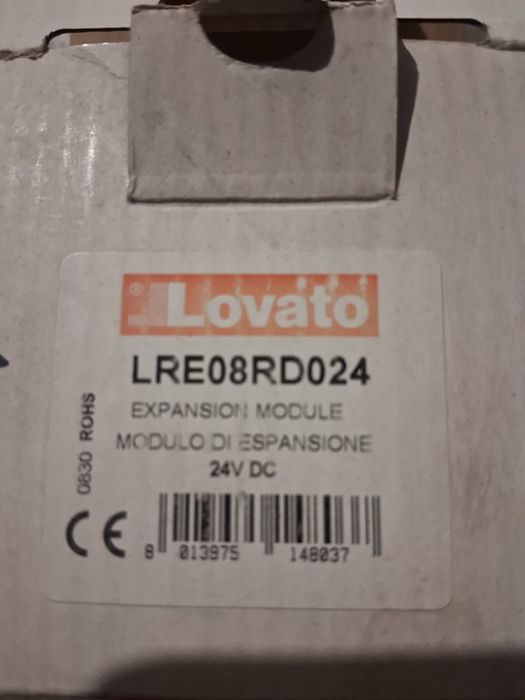 ® Lovato
LRE08RD024
EXPANSION MODULE
MODULO DI ESPANSIONE
24V DC
0830 ROHS
CE
8 013975 148037